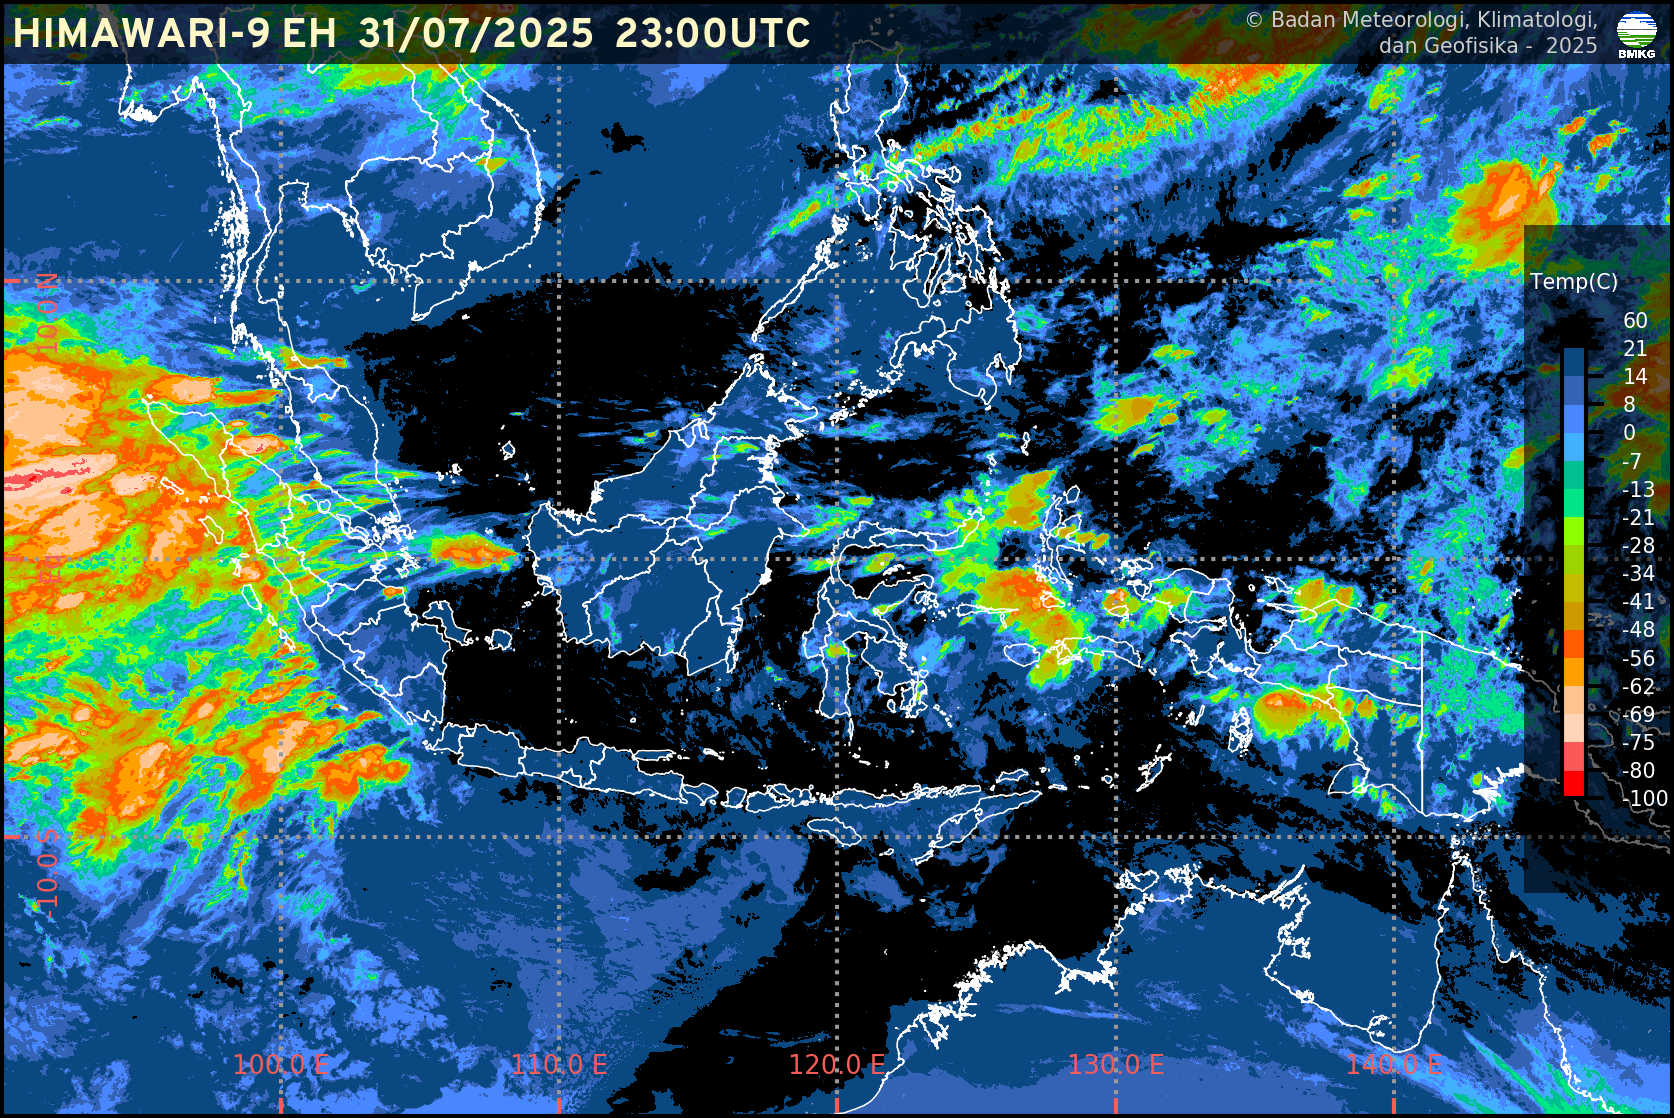 HIMAWARI-9 EH 31/07/2025 23:00UTC
© Badan Meteorologi, Klimatologi,
dan Geofisika - 2025
BMKG
10.0 N
Temp(C)
60
21
14
8
0
-7
-13
-21
-28
-34
-41
-48
-56
-62
-69
-75
-80
-100
-10.0 S
100.0 E
110.0 E
120.0 E
130.0 E
140.0 E